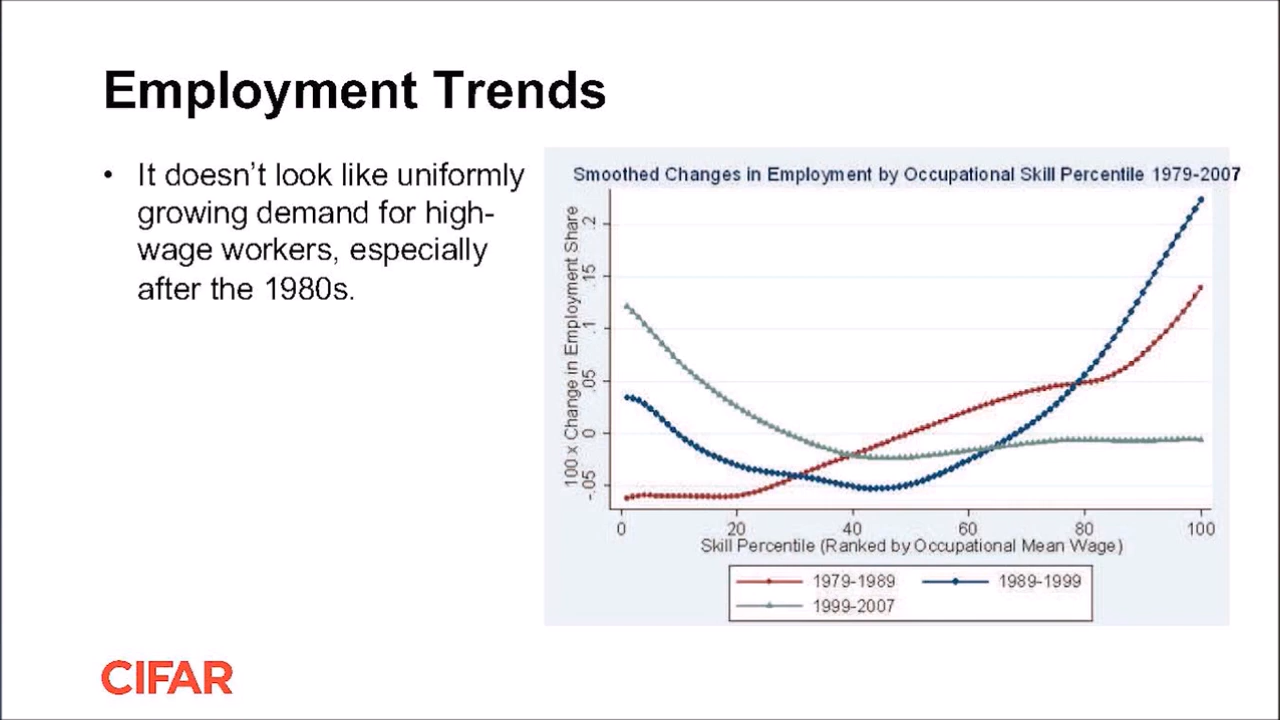 Employment Trends
• It doesn't look like uniformly
growing demand for high-
wage workers, especially
after the 1980s.
Smoothed Changes in Employment by Occupational Skill Percentile 1979-2007
100 x Change in Employment Share
.2
.15
.1
.05
0
-.05
0 20 40 60 80 100
Skill Percentile (Ranked by Occupational Mean Wage)
1979-1989 1989-1999
1999-2007
CIFAR